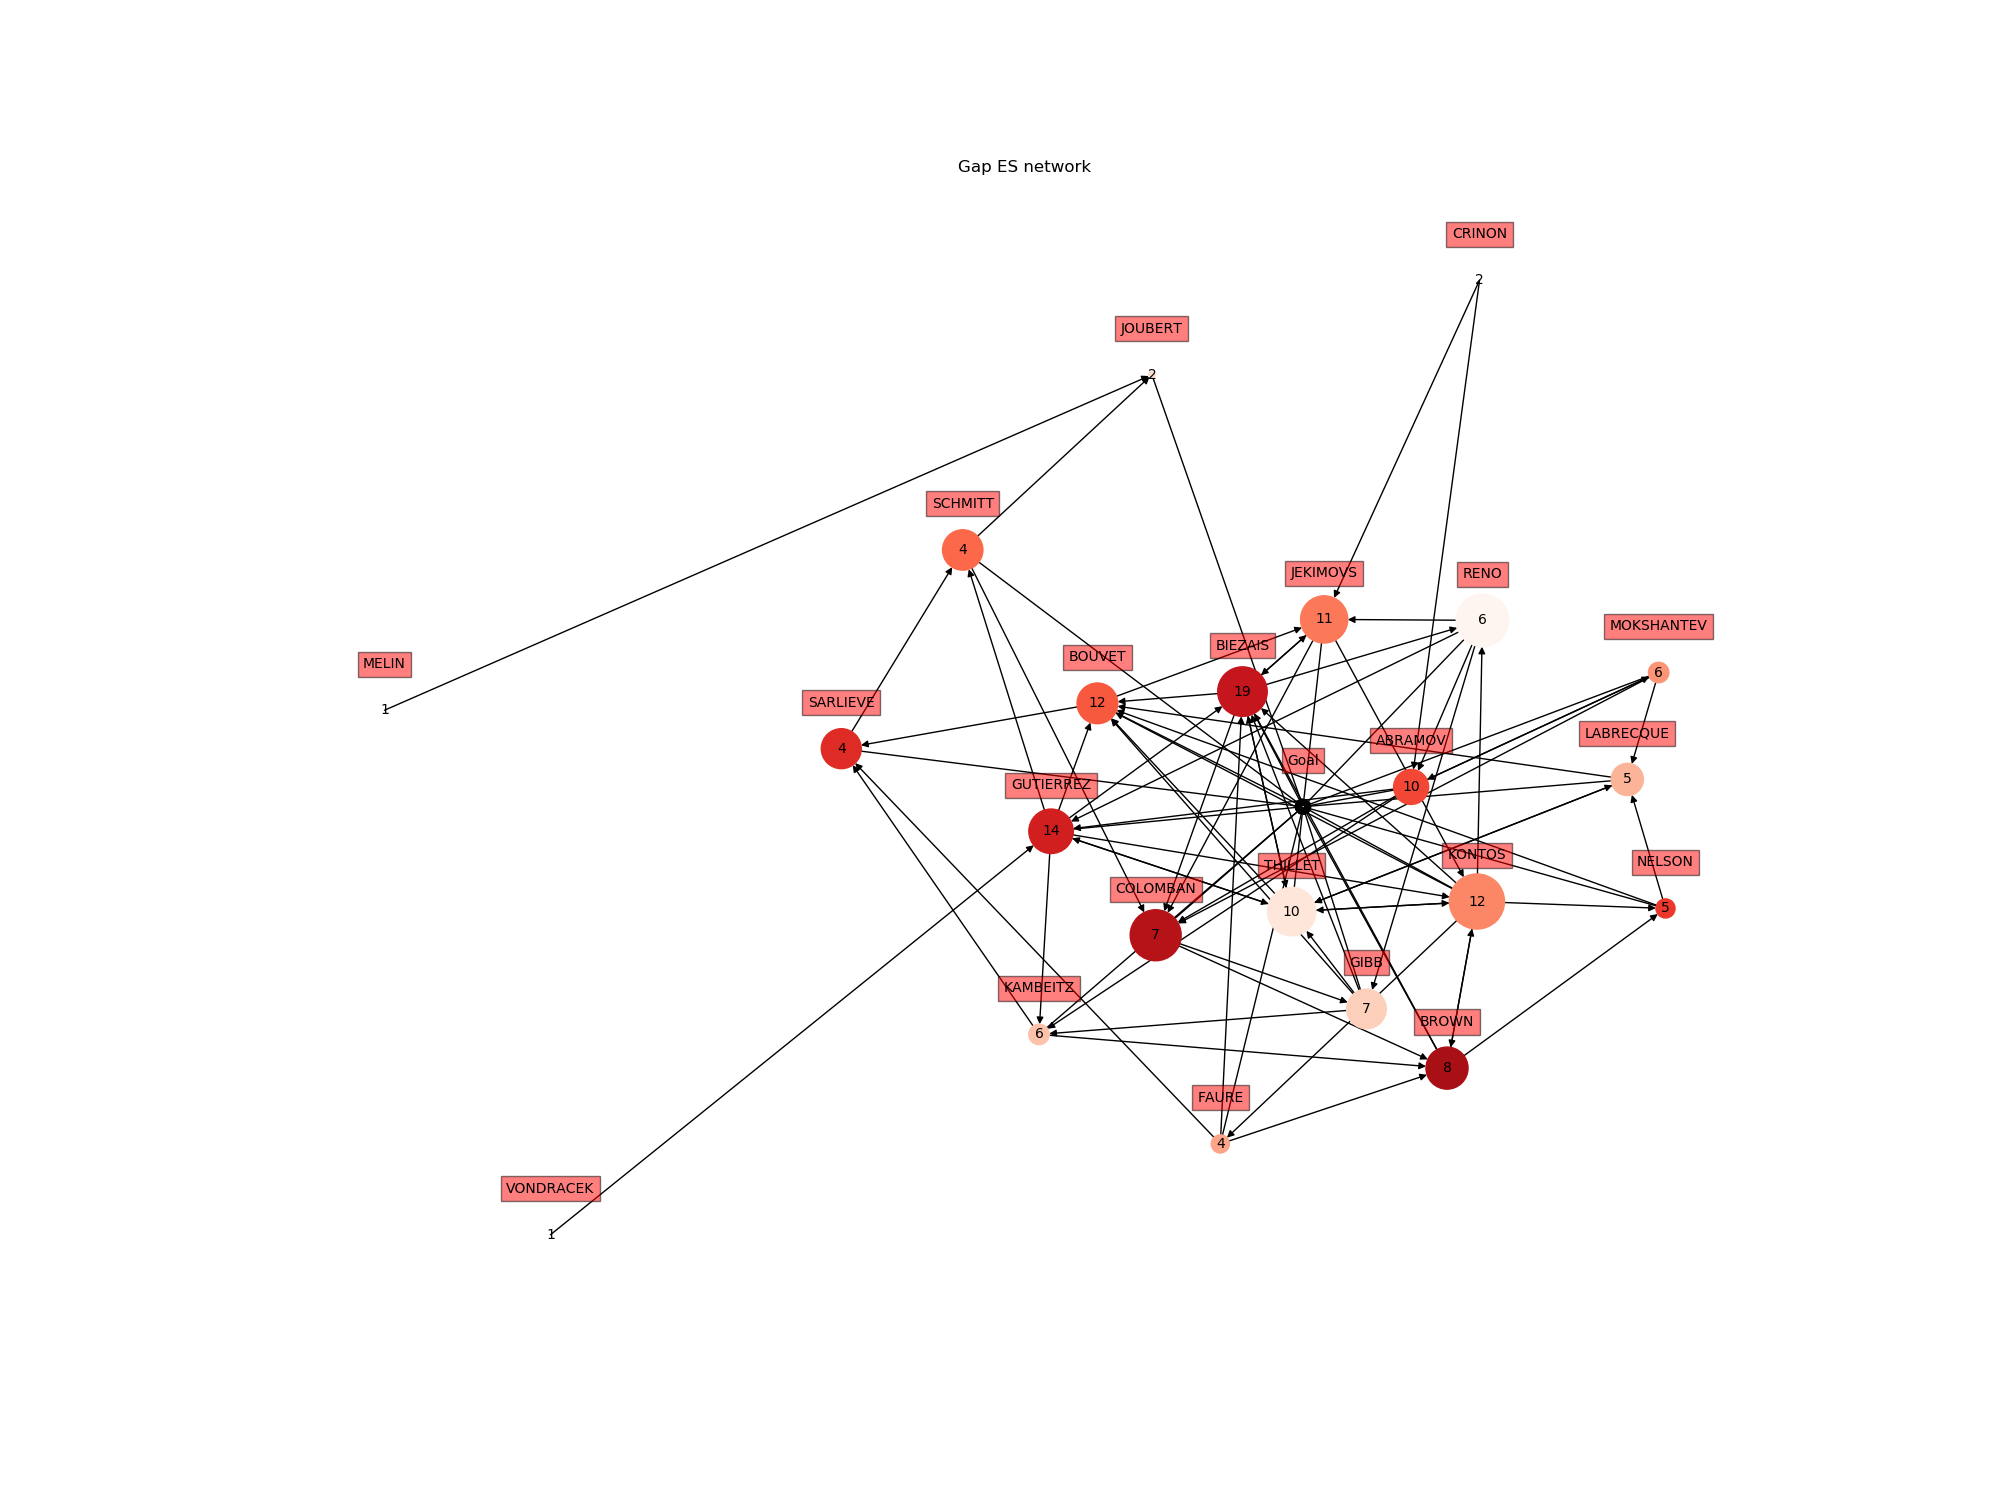 Gap ES network
CRINON
2
JOUBERT
2
SCHMITT
4
JEKIMOVS
11
RENO
6
MOKSHANTEV
6
BIEZAIS
19
BOUVET
12
MELIN
1
SARLIEVE
4
LABRECQUE
5
ABRAMOV
10
Goal
GUTIERREZ
14
KONTOS
12
NELSON
5
THILLET
10
COLOMBAN
7
GIBB
7
KAMBEITZ
6
BROWN
8
FAURE
4
VONDRACEK
1